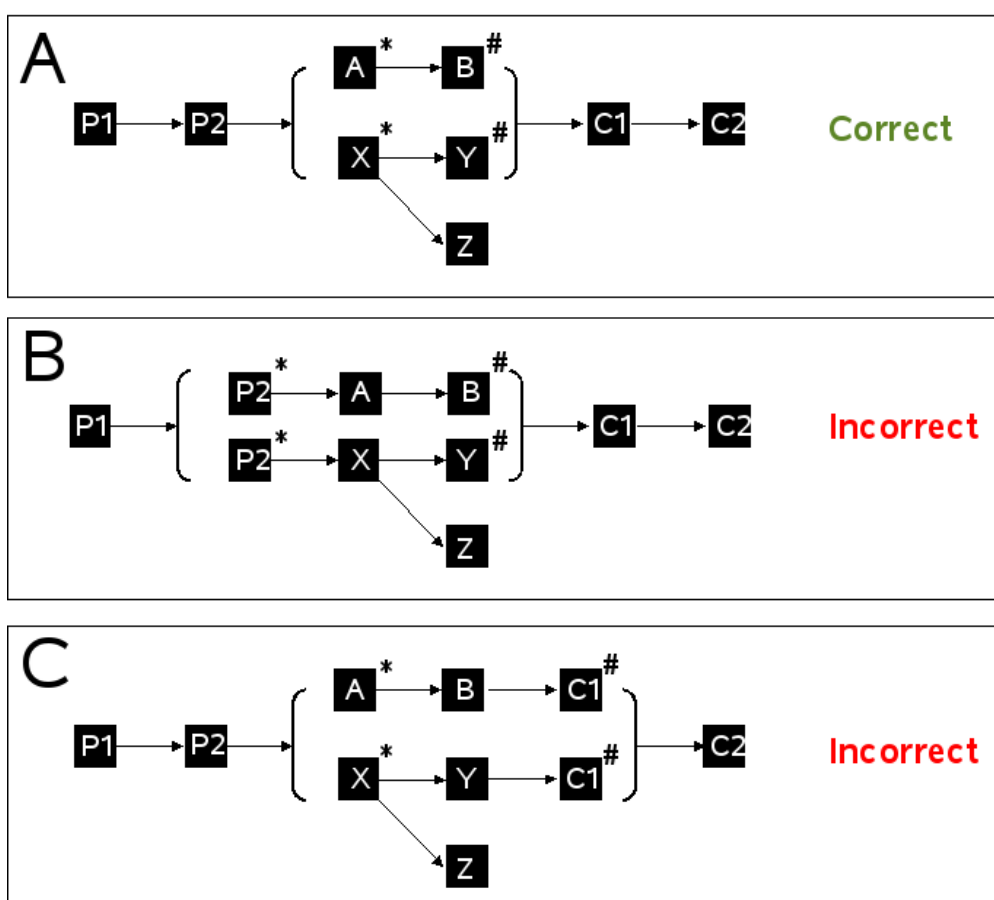 A
A * B #
P1 P2 C1 C2 Correct
X * Y #
Z
B
P2 * A B #
P1 C1 C2 Incorrect
P2 * X Y #
Z
C
A * B C1 #
P1 P2 C2 Incorrect
X * Y C1 #
Z